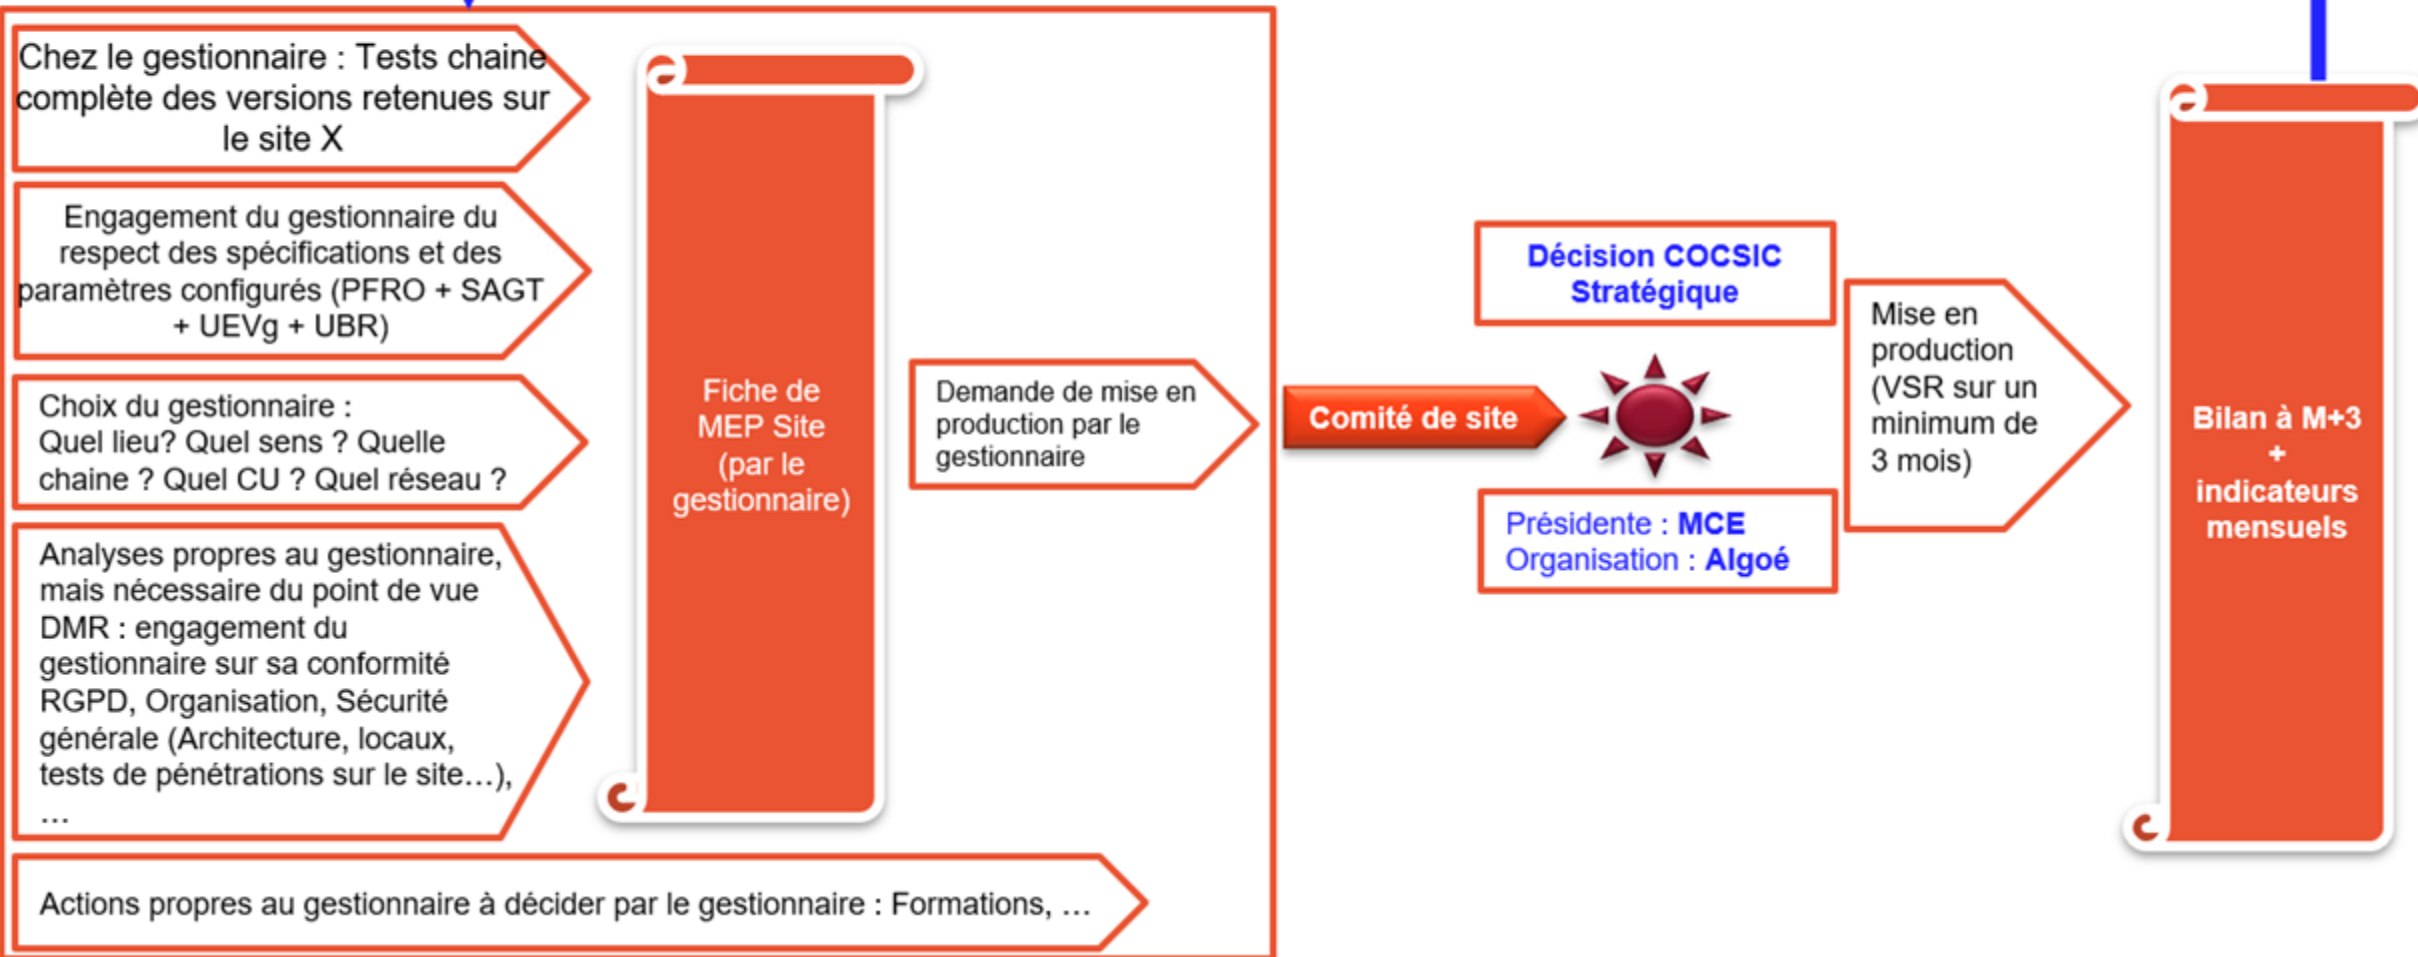 Chez le gestionnaire : Tests chaine
complète des versions retenues sur
le site X
Engagement du gestionnaire du
respect des spécifications et des
paramètres configurés (PFRO + SAGT
+ UEVg + UBR)
Choix du gestionnaire :
Quel lieu? Quel sens ? Quelle
chaine ? Quel CU ? Quel réseau ?
Analyses propres au gestionnaire,
mais nécessaire du point de vue
DMR : engagement du
gestionnaire sur sa conformité
RGPD, Organisation, Sécurité
générale (Architecture, locaux,
tests de pénétrations sur le site…),
…
Actions propres au gestionnaire à décider par le gestionnaire : Formations, …
Fiche de
MEP Site
(par le
gestionnaire)
Demande de mise en
production par le
gestionnaire
Comité de site
Décision COCSIC
Stratégique
Présidente : MCE
Organisation : Algoé
Mise en
production
(VSR sur un
minimum de
3 mois)
Bilan à M+3
+
indicateurs
mensuels